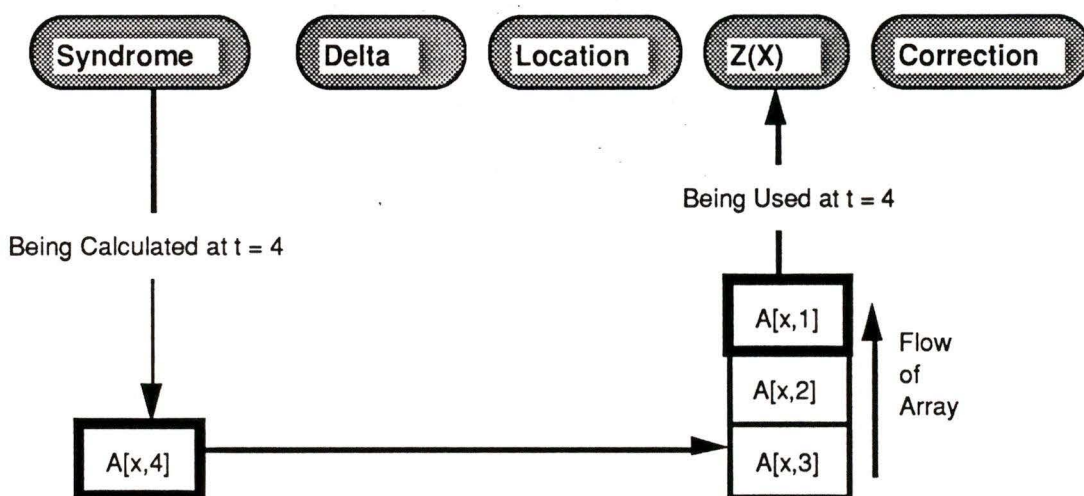 Syndrome
Delta
Location
Z(X)
Correction
Being Used at t = 4
Being Calculated at t = 4
A[x,1]
Flow
of
Array
A[x,2]
A[x,4]
A[x,3]